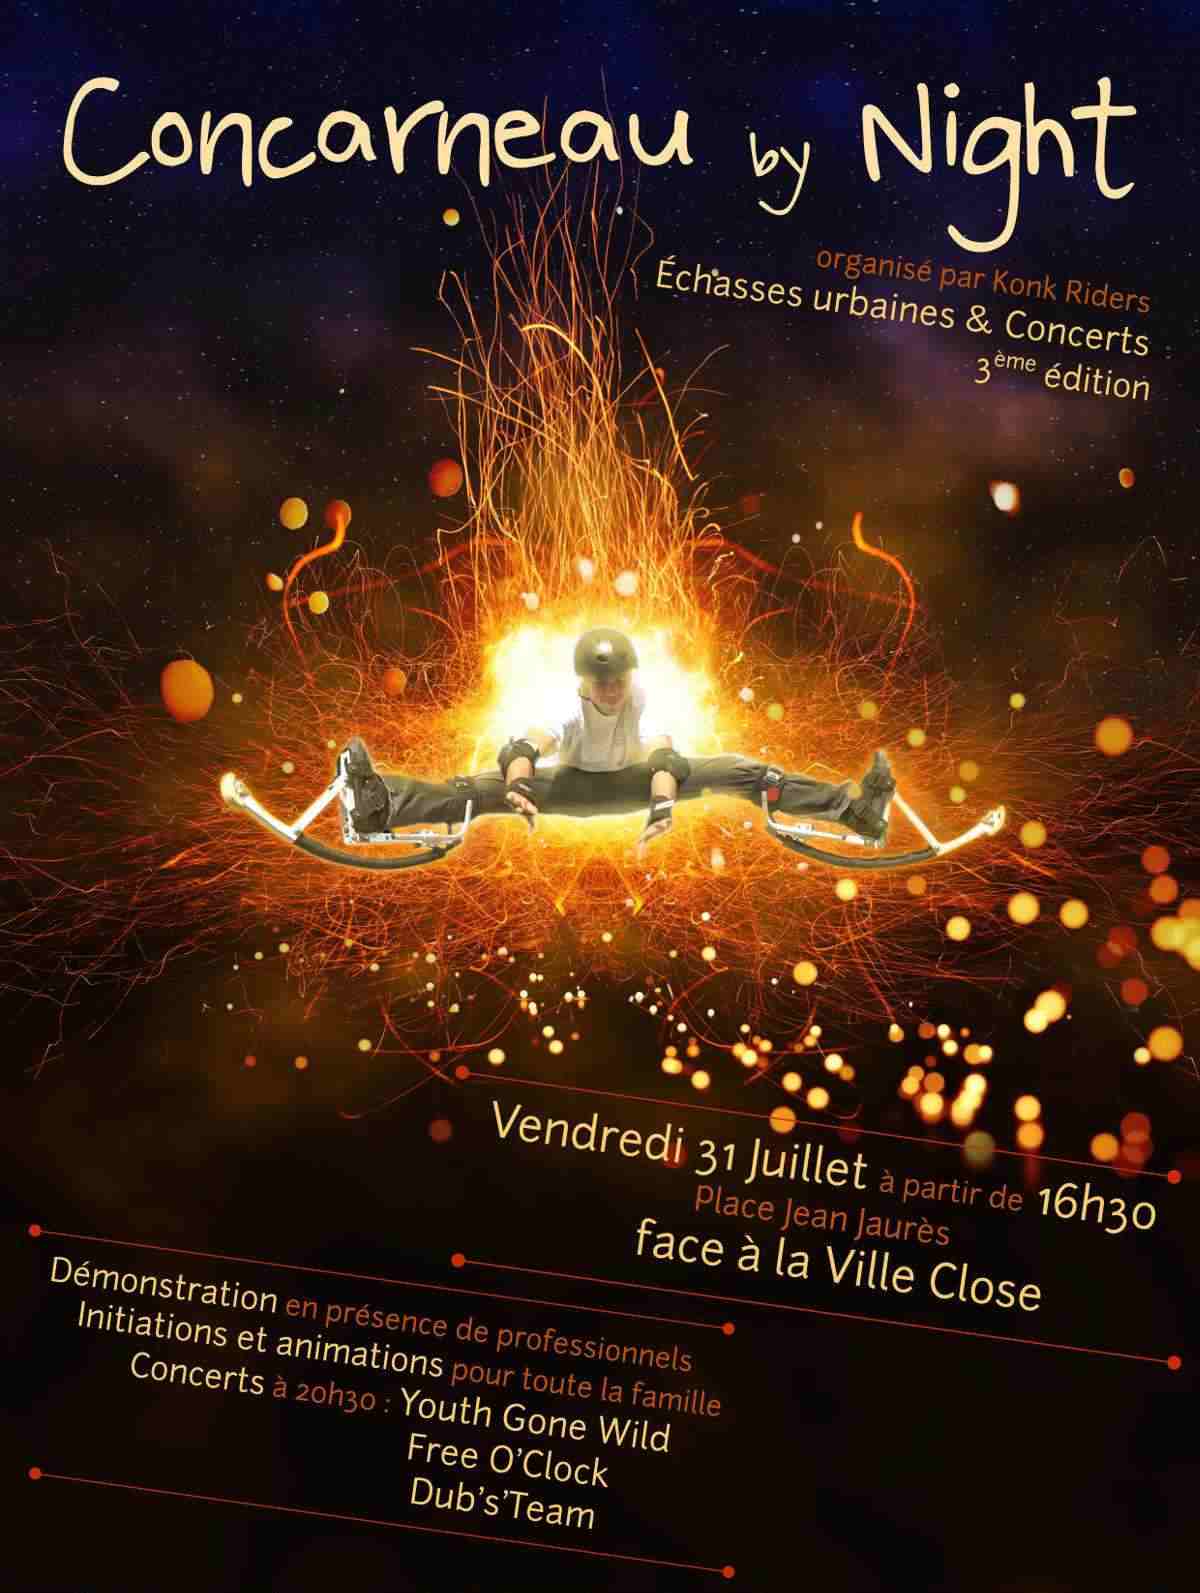 Concarneau by Night
organisé par Konk Riders
Échasses urbaines & Concerts
3ème édition
Vendredi 31 Juillet à partir de 16h30
Place Jean Jaurès
face à la Ville Close
Démonstration en présence de professionnels
Initiations et animations pour toute la famille
Concerts à 20h30 : Youth Gone Wild
Free O'Clock
Dub's'Team